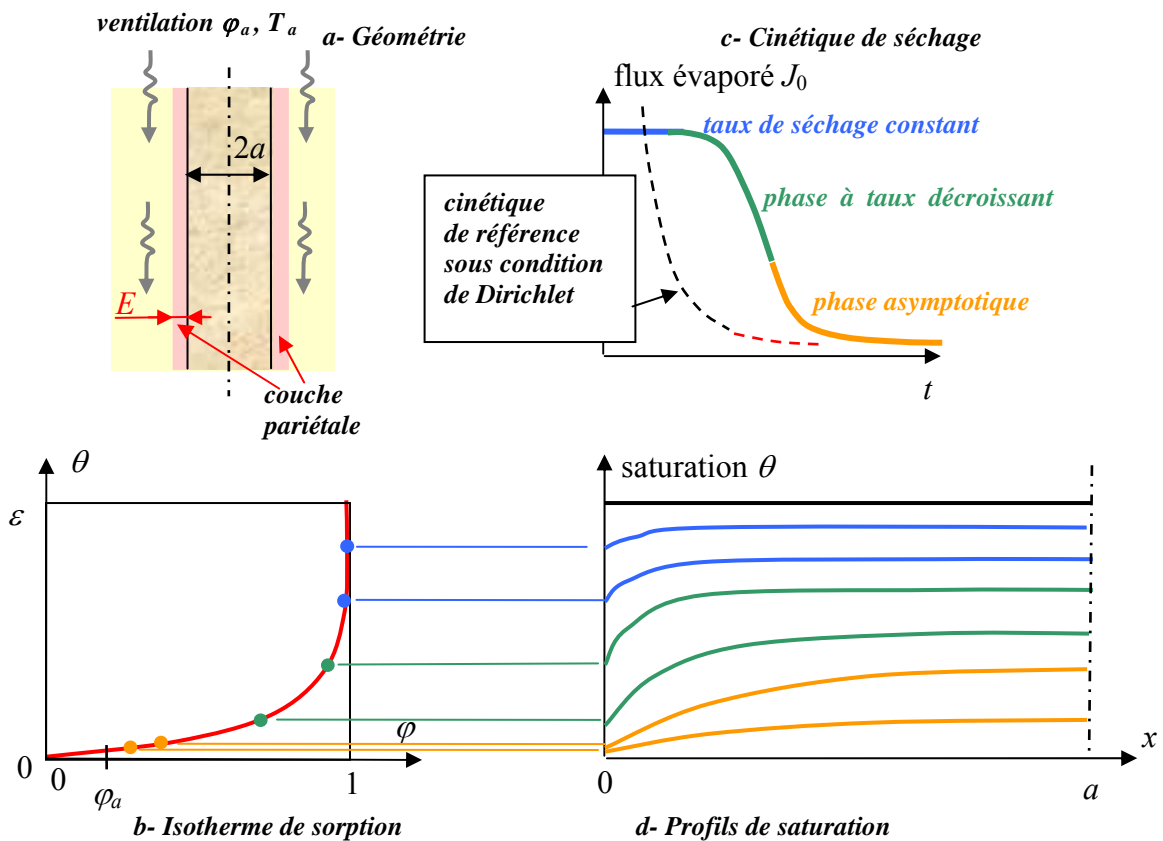 ventilation φa, Ta
a- Géométrie
2a
E
couche
pariétale
c- Cinétique de séchage
flux évaporé J0
taux de séchage constant
cinétique
de référence
sous condition
de Dirichlet
phase à taux décroissant
phase asymptotique
t
θ
ε
φ
0
0
φa
1
b- Isotherme de sorption
saturation θ
x
0
a
d- Profils de saturation